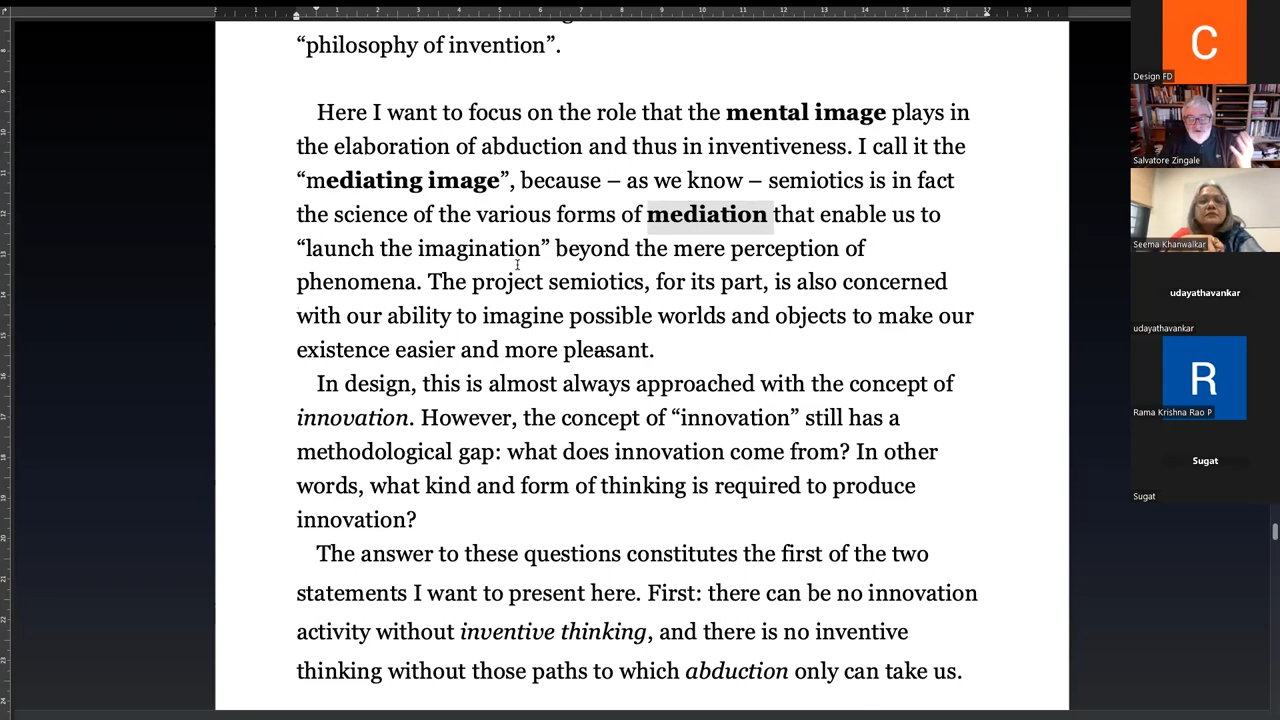 “philosophy of invention”.
Here I want to focus on the role that the mental image plays in
the elaboration of abduction and thus in inventiveness. I call it the
“mediating image”, because – as we know – semiotics is in fact
the science of the various forms of mediation that enable us to
“launch the imagination” beyond the mere perception of
phenomena. The project semiotics, for its part, is also concerned
with our ability to imagine possible worlds and objects to make our
existence easier and more pleasant.
In design, this is almost always approached with the concept of
innovation. However, the concept of “innovation” still has a
methodological gap: what does innovation come from? In other
words, what kind and form of thinking is required to produce
innovation?
The answer to these questions constitutes the first of the two
statements I want to present here. First: there can be no innovation
activity without inventive thinking, and there is no inventive
thinking without those paths to which abduction only can take us.
C
Design FD
Salvatore Zingale
Seema Khanwalkar
udayathavankar
udayathavankar
R
Rama Krishna Rao P
Sugat
Sugat